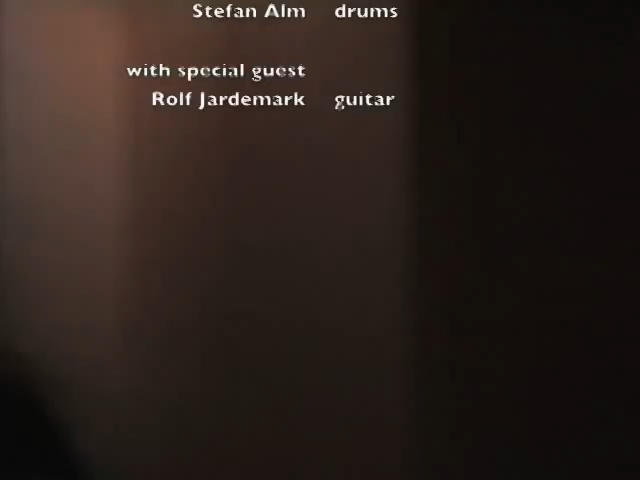 Stefan Alm drums
with special guest
Rolf Jardemark guitar